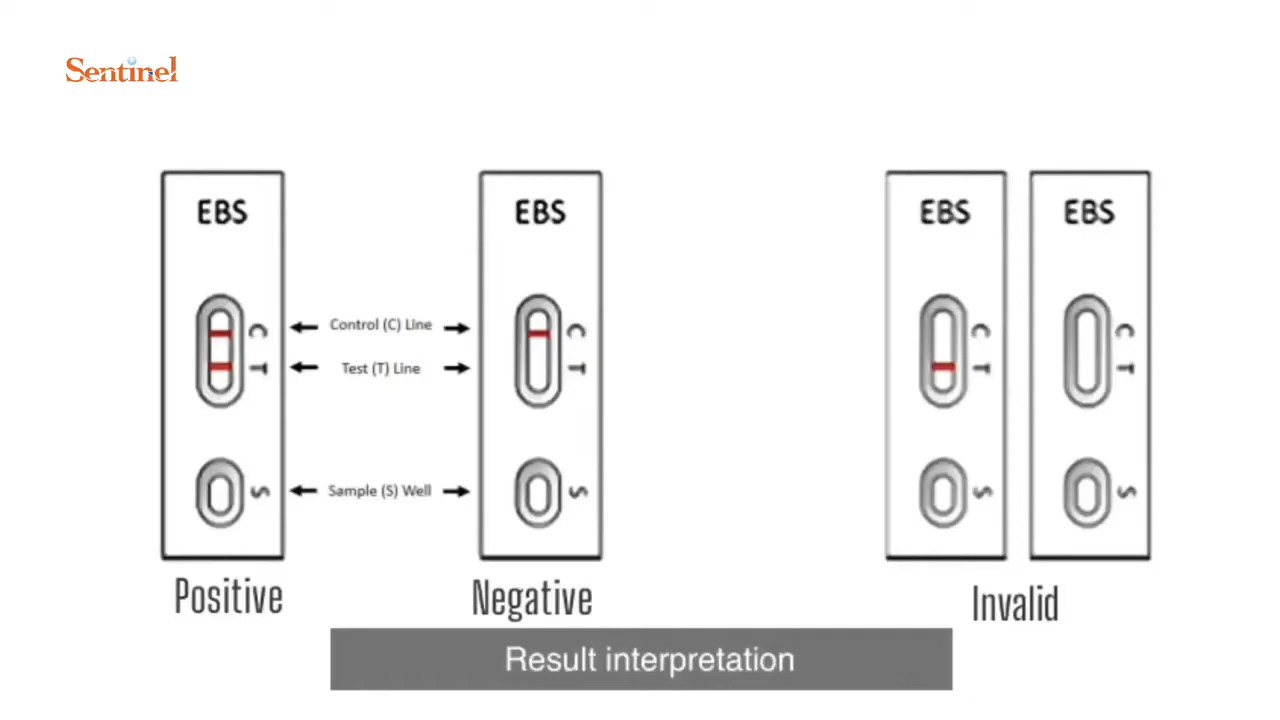 Sentinel
EBS
EBS
EBS
EBS
C
T
S
Control (C) Line
Test (T) Line
Sample (S) Well
C
T
S
C
T
S
C
T
S
Positive
Negative
Invalid
Result interpretation